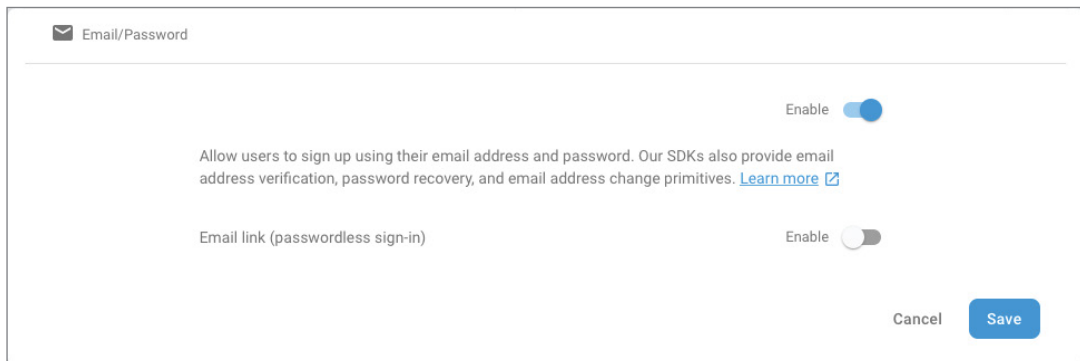 Email/Password
Enable
Allow users to sign up using their email address and password. Our SDKs also provide email
address verification, password recovery, and email address change primitives. Learn more
Email link (passwordless sign-in)
Enable
Cancel
Save